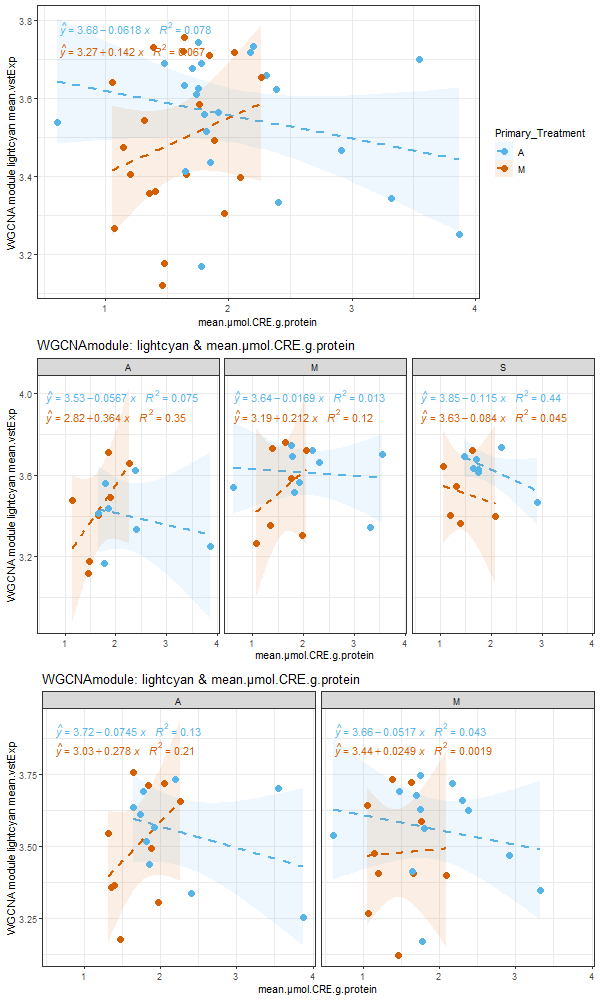 ŷ = 3.68 − 0.0618 x R² = 0.078
ŷ = 3.27 + 0.142 x R² = 0.067
3.8
3.6
3.4
3.2
WGCNA module lightcyan mean.vstExp
1 2 3 4
mean.µmol.CRE.g.protein
Primary_Treatment
A
M
WGCNAmodule: lightcyan & mean.µmol.CRE.g.protein
A M S
ŷ = 3.53 − 0.0567 x R² = 0.075
ŷ = 2.82 + 0.364 x R² = 0.35
ŷ = 3.64 − 0.0169 x R² = 0.013
ŷ = 3.19 + 0.212 x R² = 0.12
ŷ = 3.85 − 0.115 x R² = 0.44
ŷ = 3.63 − 0.084 x R² = 0.045
4.0
3.6
3.2
WGCNA module lightcyan mean.vstExp
1 2 3 4 1 2 3 4 1 2 3 4
mean.µmol.CRE.g.protein
WGCNAmodule: lightcyan & mean.µmol.CRE.g.protein
A M
ŷ = 3.72 − 0.0745 x R² = 0.13
ŷ = 3.03 + 0.278 x R² = 0.21
ŷ = 3.66 − 0.0517 x R² = 0.043
ŷ = 3.44 + 0.0249 x R² = 0.0019
3.75
3.50
3.25
WGCNA module lightcyan mean.vstExp
1 2 3 4 1 2 3 4
mean.µmol.CRE.g.protein